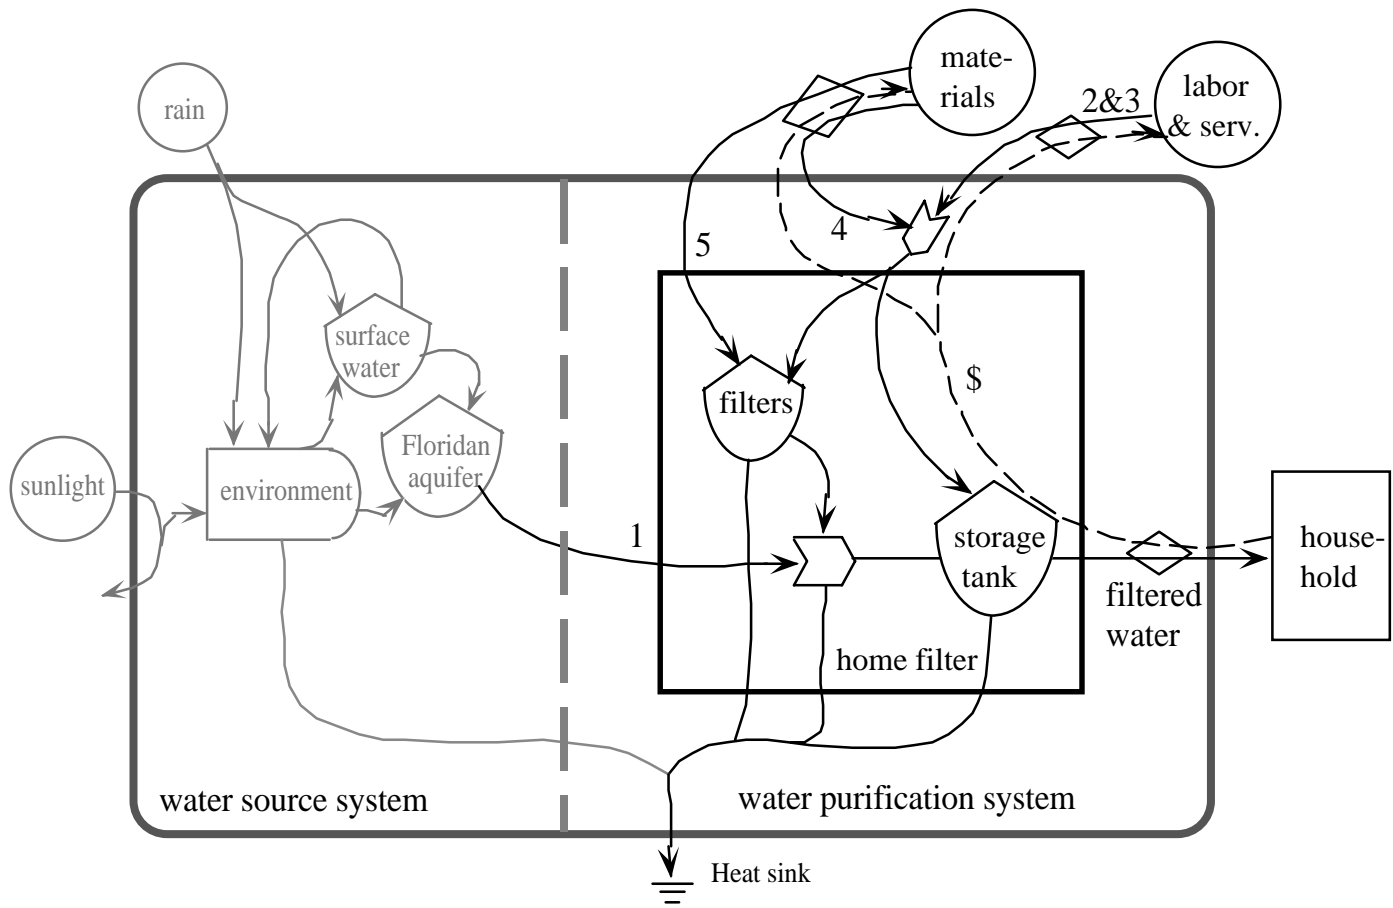 mate-
rials
labor
& serv.
2&3
rain
5
4
surface
water
$
filters
Floridan
aquifer
sunlight
environment
1
storage
tank
house-
hold
filtered
water
home filter
water source system
water purification system
Heat sink